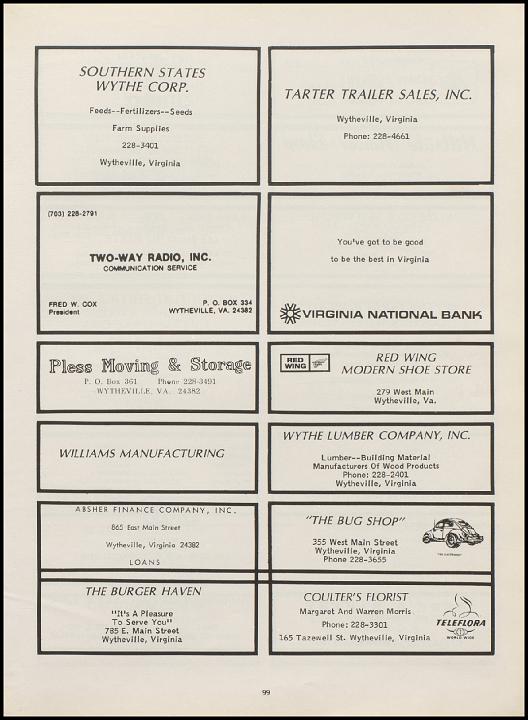 SOUTHERN STATES
WYTHE CORP.
Feeds--Fertilizers--Seeds
Farm Supplies
228-3401
Wytheville, Virginia
TARTER TRAILER SALES, INC.
Wytheville, Virginia
Phone: 228-4661
(703) 228-2791
TWO-WAY RADIO, INC.
COMMUNICATION SERVICE
FRED W. COX
President
P. O. BOX 334
WYTHEVILLE, VA. 24382
You've got to be good
to be the best in Virginia
VIRGINIA NATIONAL BANK
Pless Moving & Storage
P. O. Box 361 Phone 228-3491
WYTHEVILLE, VA. 24382
RED
WING
RED WING
MODERN SHOE STORE
279 West Main
Wytheville, Va.
WILLIAMS MANUFACTURING
WYTHE LUMBER COMPANY, INC.
Lumber--Building Material
Manufacturers Of Wood Products
Phone: 228-2401
Wytheville, Virginia
ABSHER FINANCE COMPANY, INC.
865 East Main Street
Wytheville, Virginia 24382
LOANS
"THE BUG SHOP"
355 West Main Street
Wytheville, Virginia
Phone 228-3655
THE BURGER HAVEN
"It's A Pleasure
To Serve You"
785 E. Main Street
Wytheville, Virginia
COULTER'S FLORIST
Margaret And Warren Morris
Phone: 228-3301
165 Tazewell St. Wytheville, Virginia
TELEFLORA
WORLD WIDE
99